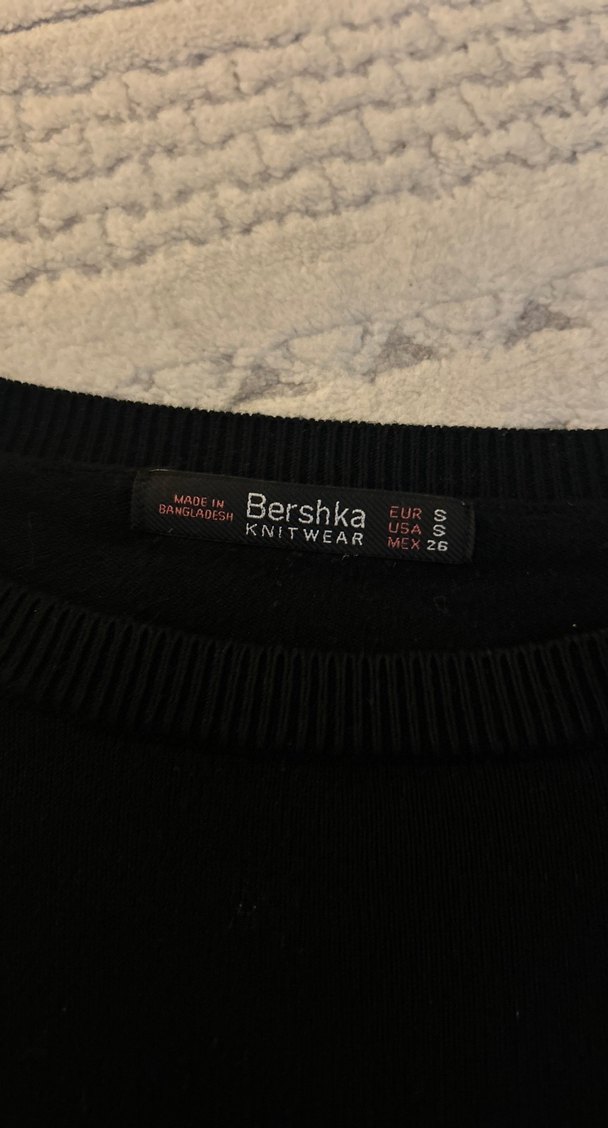 MADE IN
BANGLADESH
Bershka
KNITWEAR
EUR S
USA S
MEX 26